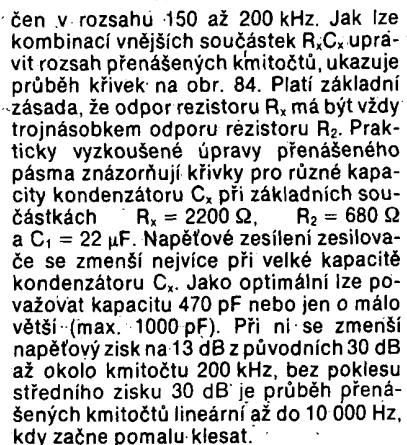 čen v rozsahu 150 až 200 kHz. Jak lze
kombinací vnějších součástek RₓCₓ upra-
vit rozsah přenášených kmitočtů, ukazuje
průběh křivek na obr. 84. Platí základní
zásada, že odpor rezistoru Rₓ má být vždy
trojnásobkem odporu rezistoru R₂. Prak-
ticky vyzkoušené úpravy přenášeného
pásma znázorňují křivky pro různé kapa-
city kondenzátoru Cₓ při základních sou-
částkách Rₓ = 2200 Ω, R₂ = 680 Ω
a C₁ = 22 μF. Napěťové zesílení zesilova-
če se zmenší nejvíce při velké kapacitě
kondenzátoru Cₓ. Jako optimální lze po-
važovat kapacitu 470 pF nebo jen o málo
větší (max. 1000 pF). Při ní se zmenší
napěťový zisk na 13 dB z původních 30 dB
až okolo kmitočtu 200 kHz, bez poklesu
středního zisku 30 dB je průběh přená-
šených kmitočtů lineární až do 10 000 Hz,
kdy začne pomalu klesat.